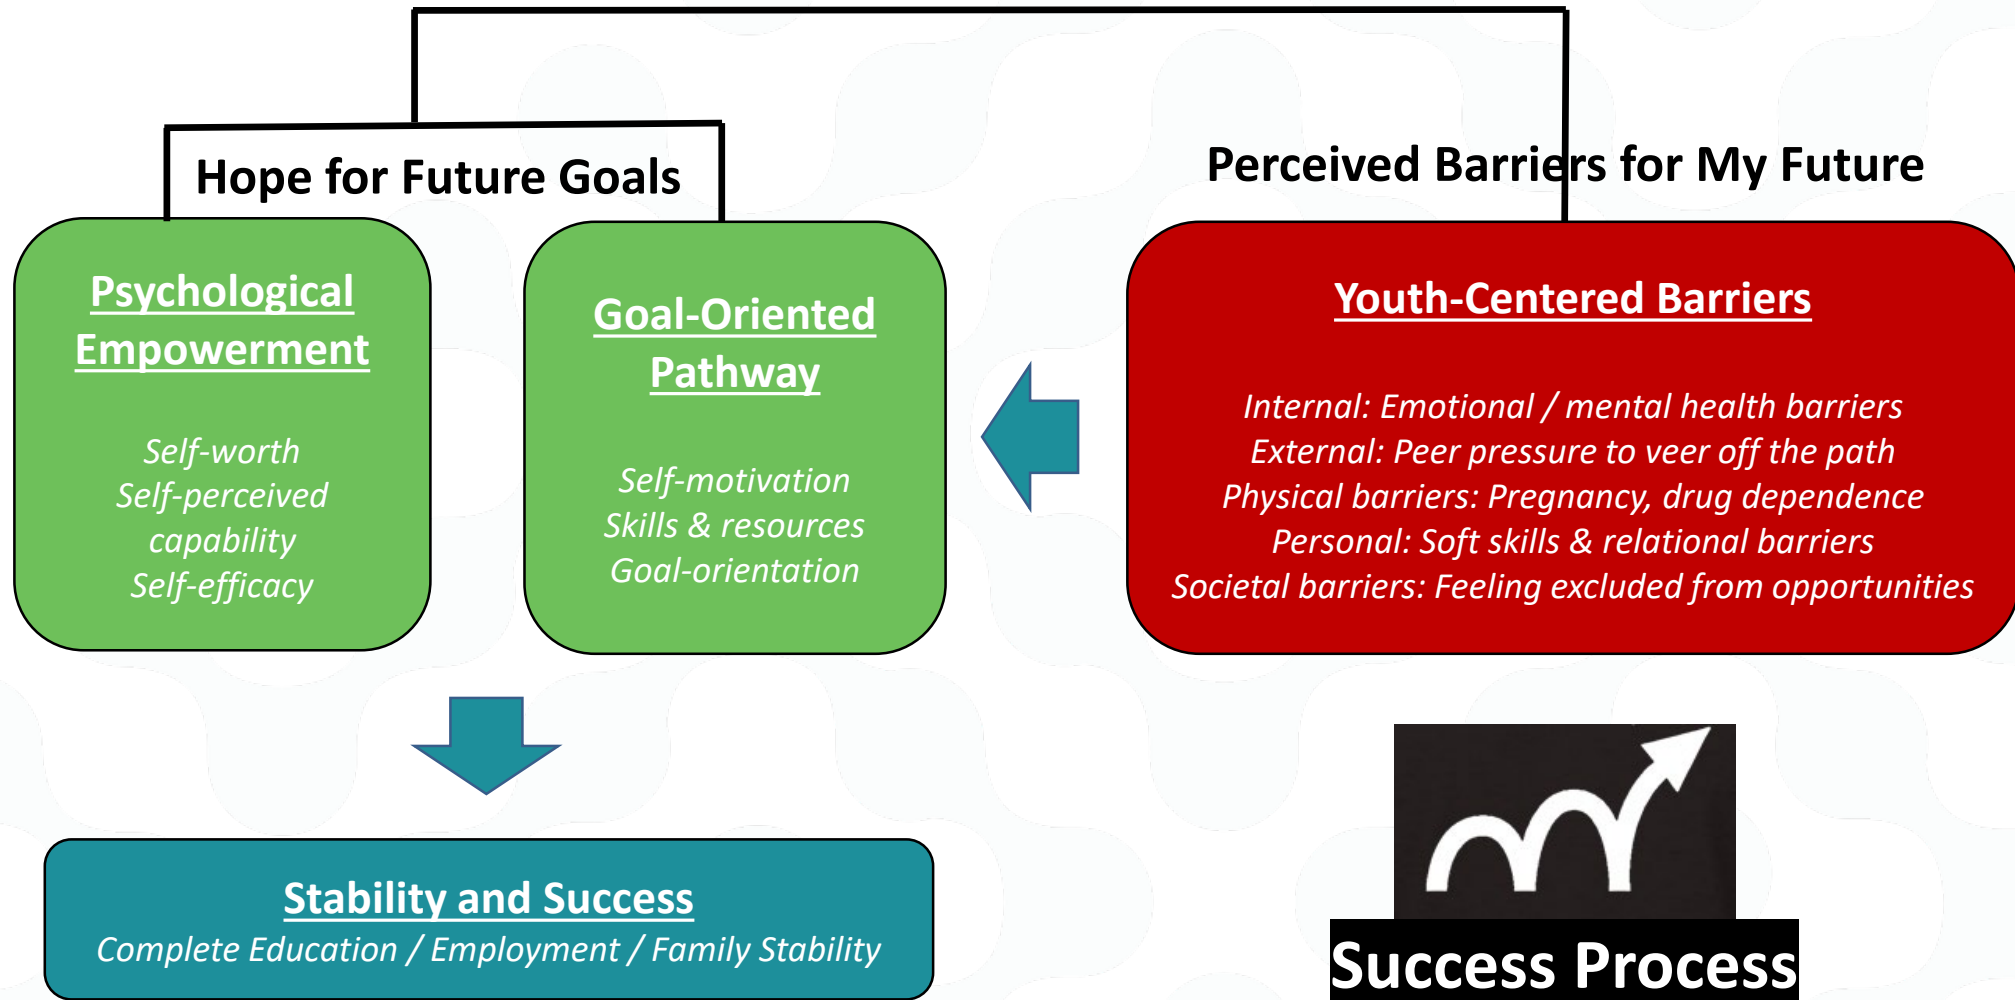 Hope for Future Goals
Perceived Barriers for My Future
Psychological
Empowerment
Self-worth
Self-perceived
capability
Self-efficacy
Goal-Oriented
Pathway
Self-motivation
Skills & resources
Goal-orientation
Youth-Centered Barriers
Internal: Emotional / mental health barriers
External: Peer pressure to veer off the path
Physical barriers: Pregnancy, drug dependence
Personal: Soft skills & relational barriers
Societal barriers: Feeling excluded from opportunities
Stability and Success
Complete Education / Employment / Family Stability
Success Process